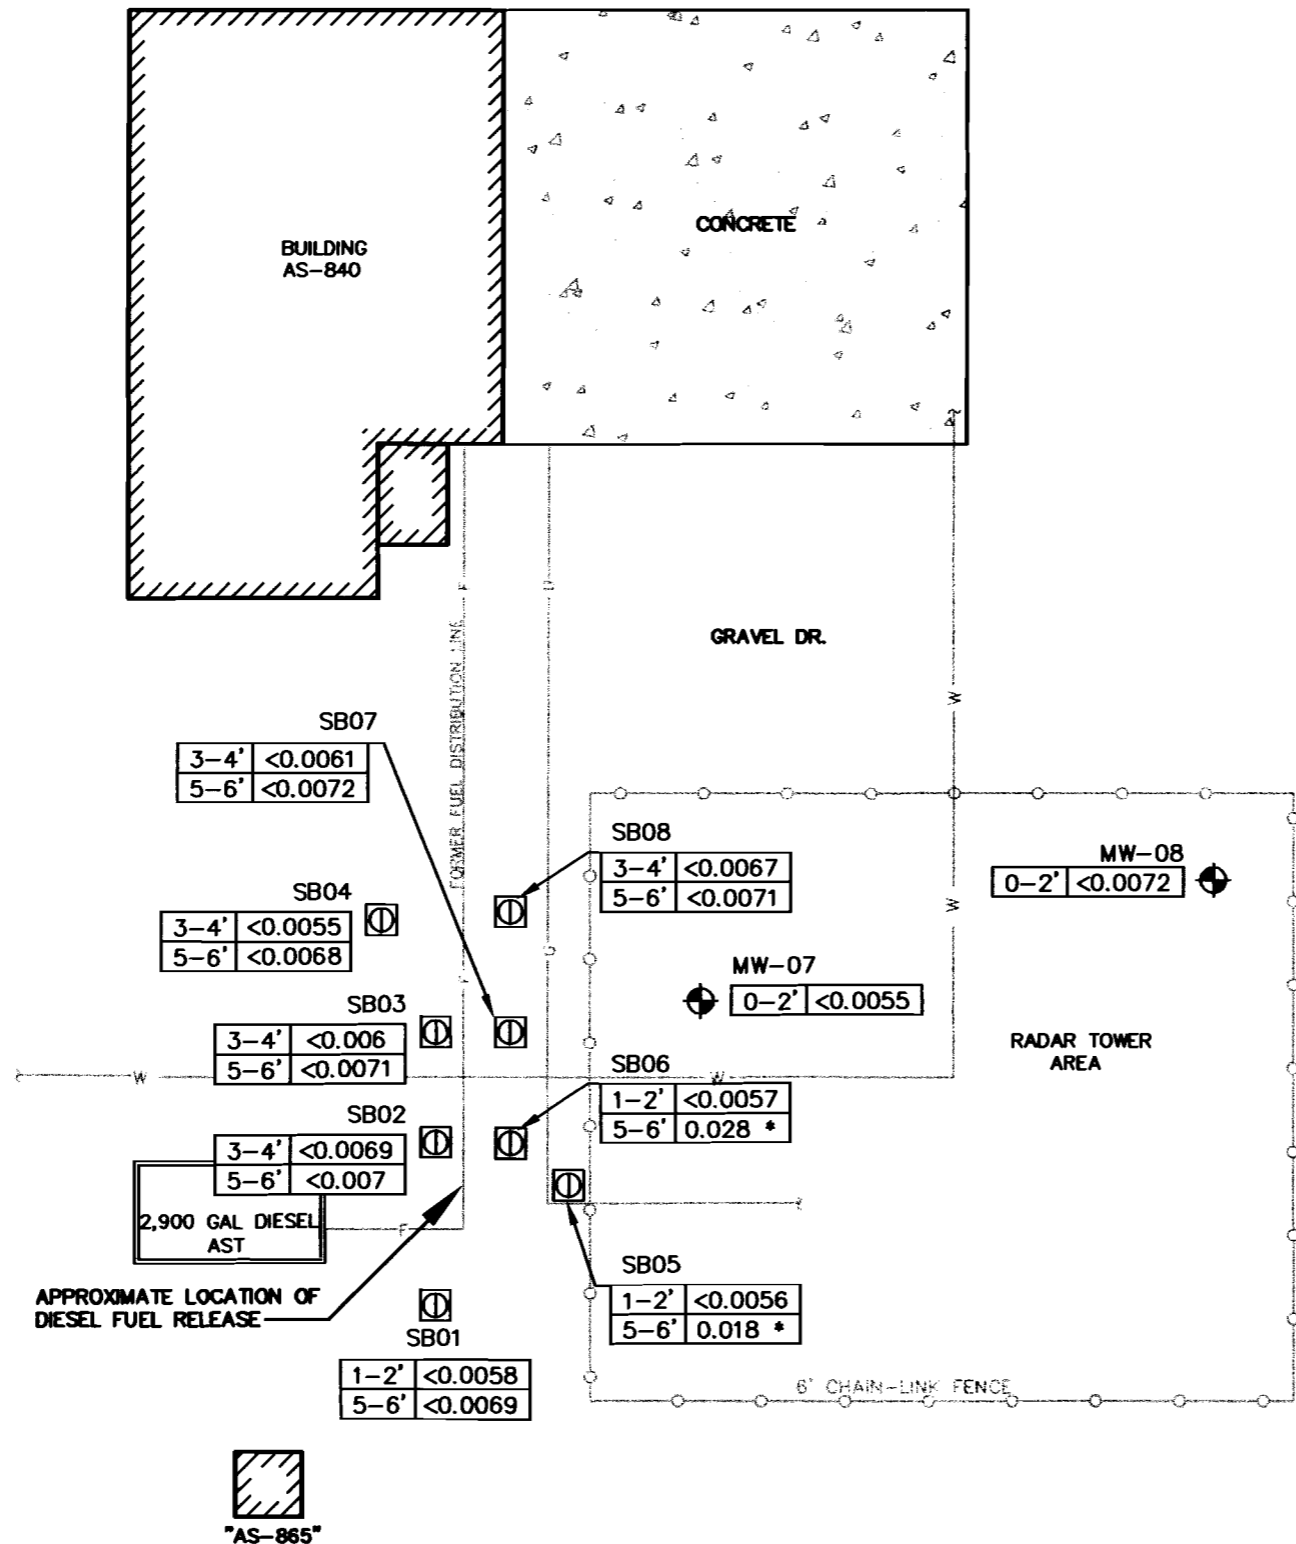 BUILDING
AS-840
CONCRETE
GRAVEL DR.
FORMER FUEL DISTRIBUTION LINE
F
W
SB07
3-4' <0.0061
5-6' <0.0072
SB08
3-4' <0.0067
5-6' <0.0071
MW-08
0-2' <0.0072
W
SB04
3-4' <0.0055
5-6' <0.0068
F
G
MW-07
0-2' <0.0055
SB03
3-4' <0.006
5-6' <0.0071
RADAR TOWER
AREA
W
W
SB06
1-2' <0.0057
5-6' 0.028 *
SB02
3-4' <0.0069
5-6' <0.007
2,900 GAL DIESEL
AST
F
SB05
1-2' <0.0056
5-6' 0.018 *
APPROXIMATE LOCATION OF
DIESEL FUEL RELEASE
SB01
1-2' <0.0058
5-6' <0.0069
6' CHAIN-LINK FENCE
"AS-865"